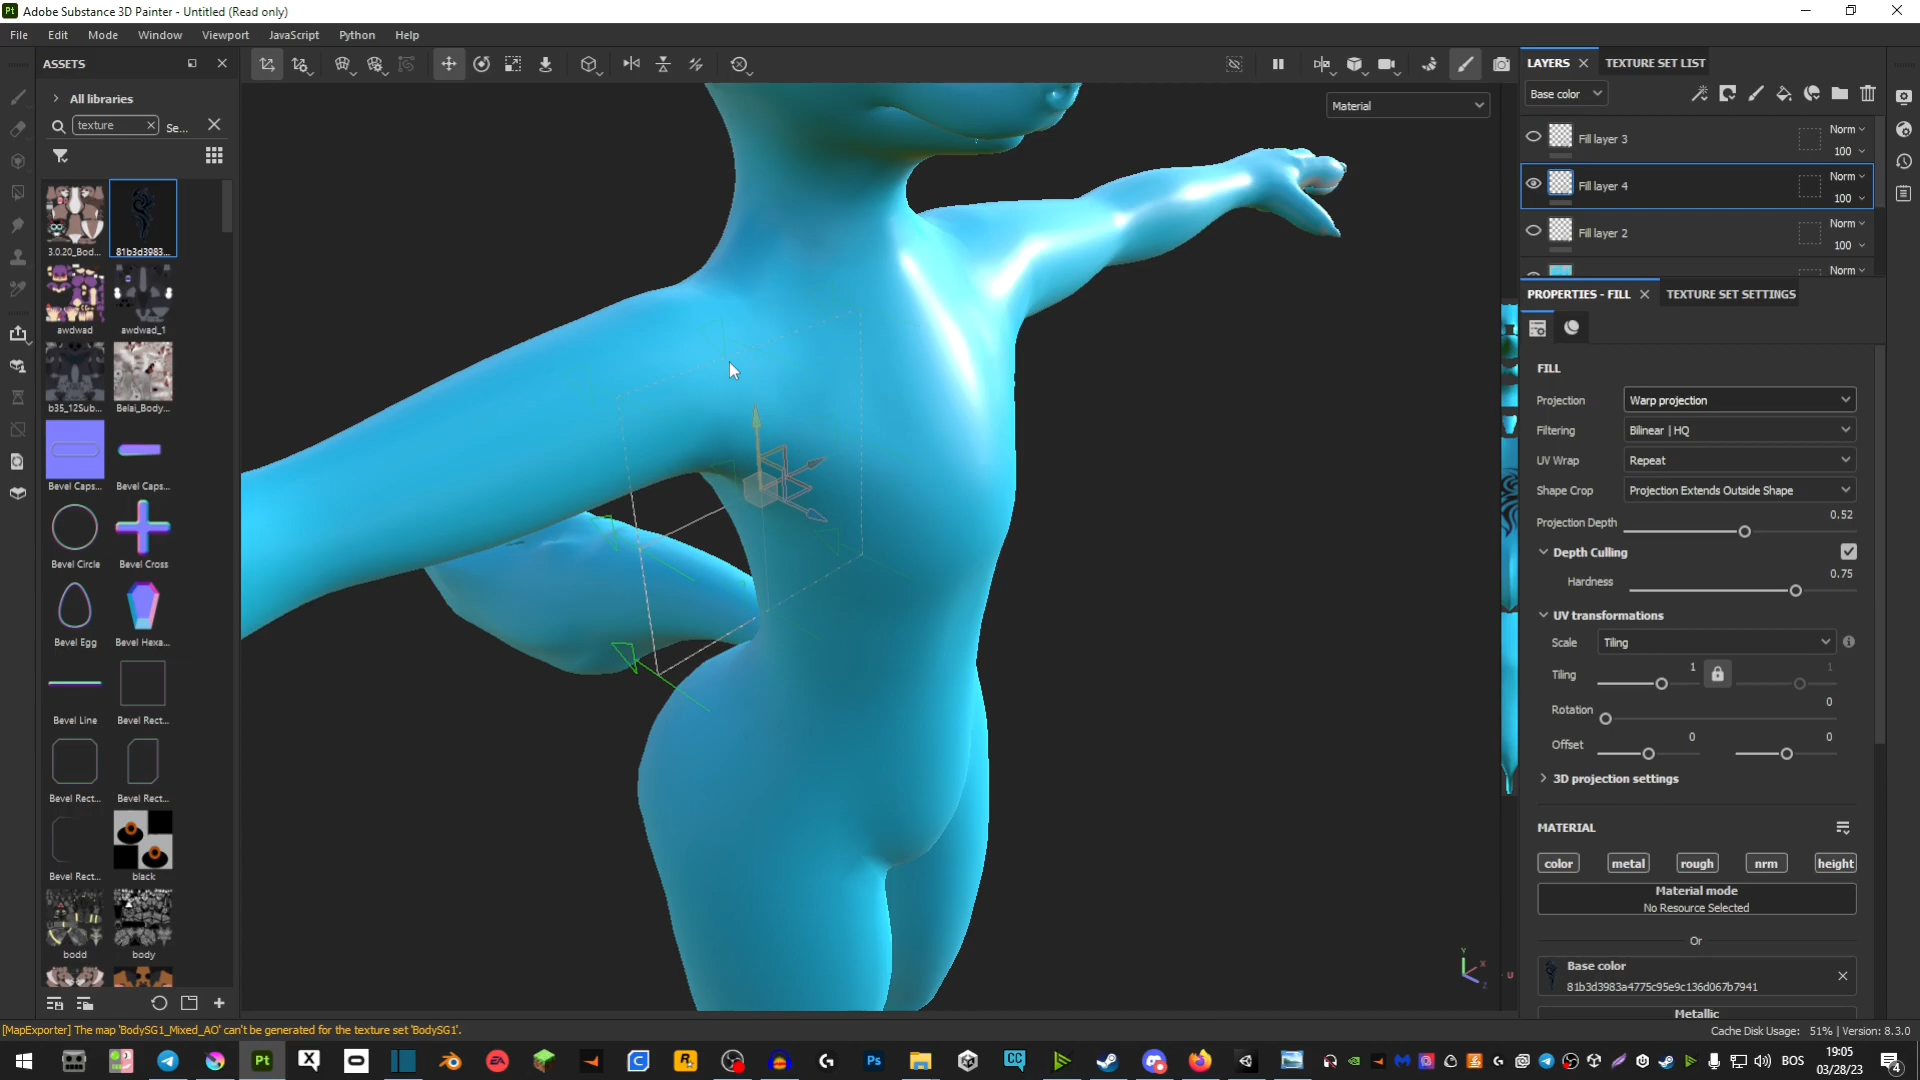 Adobe Substance 3D Painter - Untitled (Read only)
File Edit Mode Window Viewport JavaScript Python Help
ASSETS
All libraries
texture
Se...
3.0.20_Bod...
81b3d3983...
awdwad
awdwad_1
b35_12Sub...
Belai_Body...
Bevel Caps...
Bevel Caps...
Bevel Circle
Bevel Cross
Bevel Egg
Bevel Hexa...
Bevel Line
Bevel Rect...
Bevel Rect...
Bevel Rect...
Bevel Rect...
black
bodd
body
Material
Y
X
Z
U
LAYERS
TEXTURE SET LIST
Base color
Fill layer 3
Norm
100
Fill layer 4
Norm
100
Fill layer 2
Norm
100
Norm
PROPERTIES - FILL
TEXTURE SET SETTINGS
FILL
Projection
Warp projection
Filtering
Bilinear | HQ
UV Wrap
Repeat
Shape Crop
Projection Extends Outside Shape
Projection Depth
0.52
Depth Culling
Hardness
0.75
UV transformations
Scale
Tiling
Tiling
1
1
Rotation
0
Offset
0
0
3D projection settings
MATERIAL
color
metal
rough
nrm
height
Material mode
No Resource Selected
Or
Base color
81b3d3983a4775c95e9c136d067b7941
Metallic
[MapExporter] The map 'BodySG1_Mixed_AO' can't be generated for the texture set 'BodySG1'.
Cache Disk Usage: 51% | Version: 8.3.0
BOS
19:05
03/28/23
4